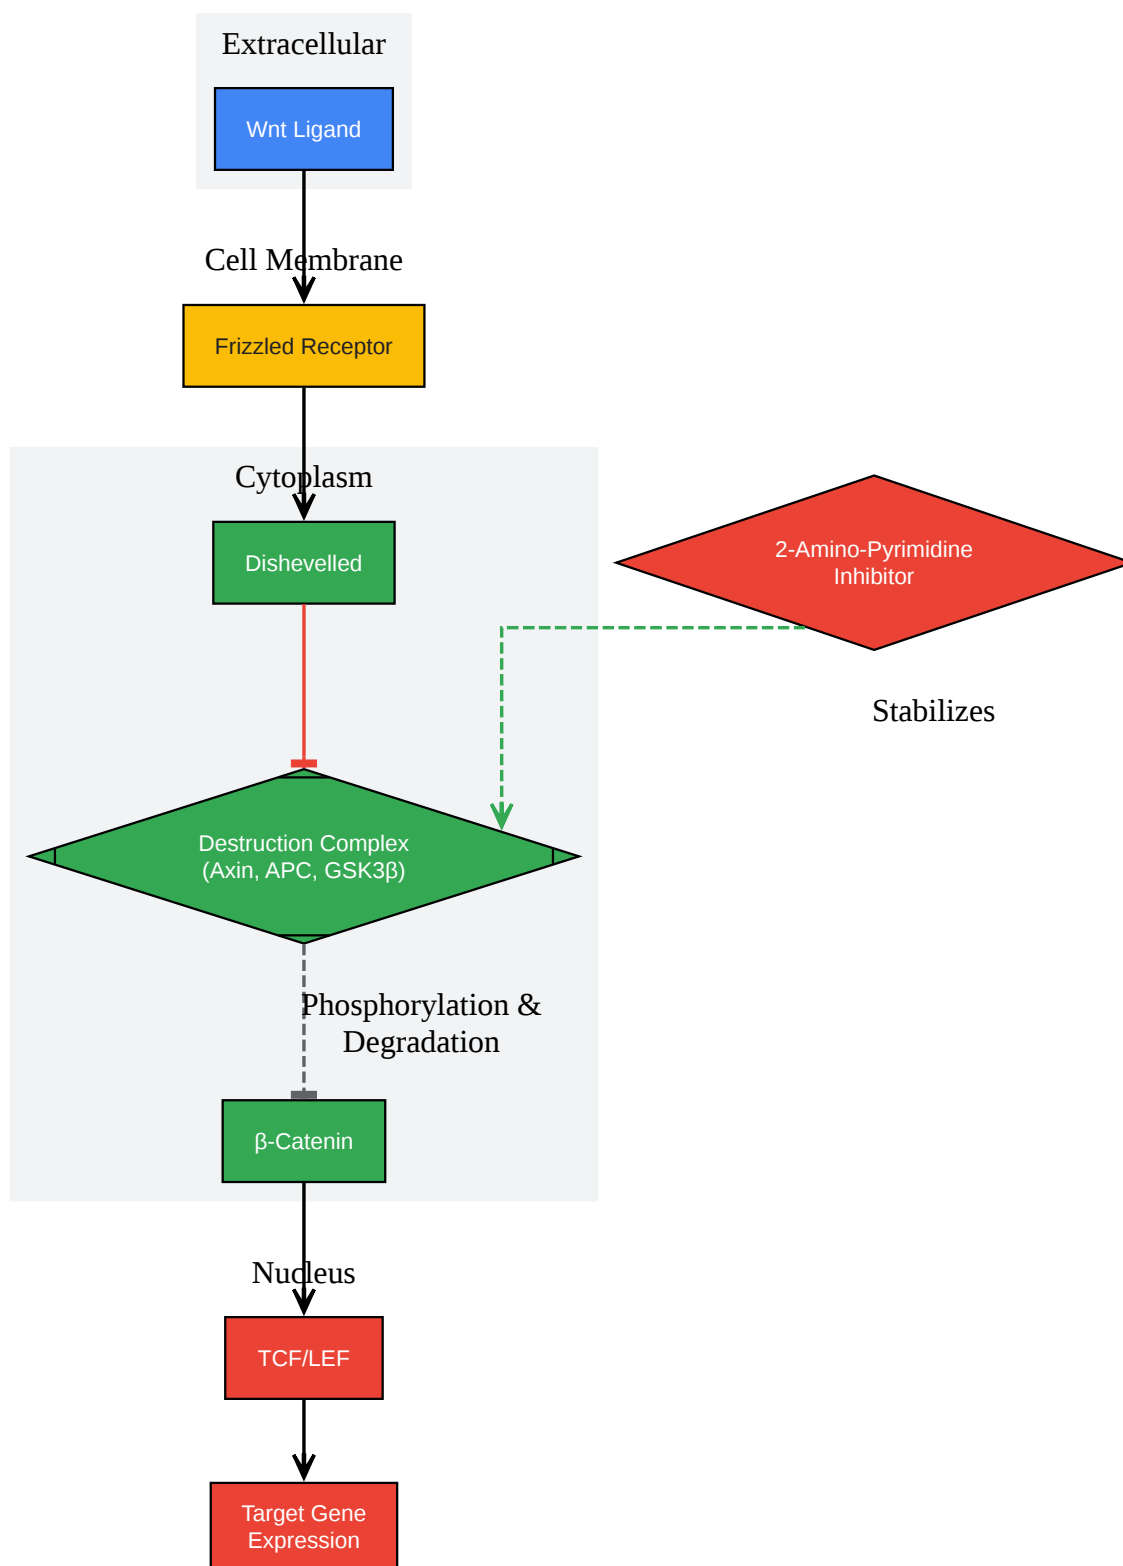 Extracellular
Wnt Ligand
Cell Membrane
Frizzled Receptor
Cytoplasm
Dishevelled
2-Amino-Pyrimidine
Inhibitor
Stabilizes
Destruction Complex
(Axin, APC, GSK3β)
Phosphorylation &
Degradation
β-Catenin
Nucleus
TCF/LEF
Target Gene
Expression